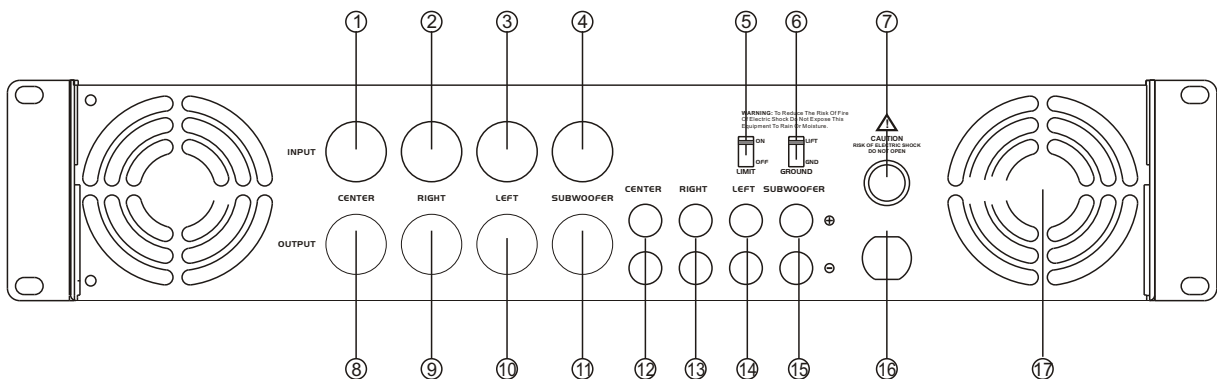 ① ② ③ ④ ⑤ ⑥ ⑦
WARNING: To Reduce The Risk Of Fire
Of Electric Shock Do Not Expose This
Equipment To Rain Or Moisture.
ON LIFT
OFF GND
LIMIT GROUND
CAUTION
RISK OF ELECTRIC SHOCK
DO NOT OPEN
INPUT
CENTER RIGHT LEFT SUBWOOFER
CENTER RIGHT LEFT SUBWOOFER
OUTPUT
⊕
⊖
⑧ ⑨ ⑩ ⑪ ⑫ ⑬ ⑭ ⑮ ⑯ ⑰